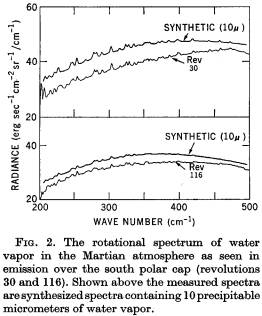 60
SYNTHETIC (10μ)
40
Rev
30
20
SYNTHETIC (10μ)
40
Rev
116
20
200 300 400 500
WAVE NUMBER (cm⁻¹)
RADIANCE (erg sec⁻¹ cm⁻² sr⁻¹/cm⁻¹)
FIG. 2. The rotational spectrum of water
vapor in the Martian atmosphere as seen in
emission over the south polar cap (revolutions
30 and 116). Shown above the measured spectra
are synthesized spectra containing 10 precipitable
micrometers of water vapor.